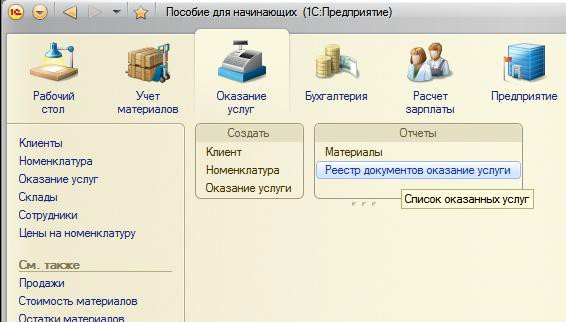 Пособие для начинающих (1С:Предприятие)
Рабочий стол
Учет материалов
Оказание услуг
Бухгалтерия
Расчет зарплаты
Предприятие
Клиенты
Номенклатура
Оказание услуг
Склады
Сотрудники
Цены на номенклатуру
См. также
Продажи
Стоимость материалов
Остатки материалов
Создать
Клиент
Номенклатура
Оказание услуги
Отчеты
Материалы
Реестр документов оказание услуги
Список оказанных услуг